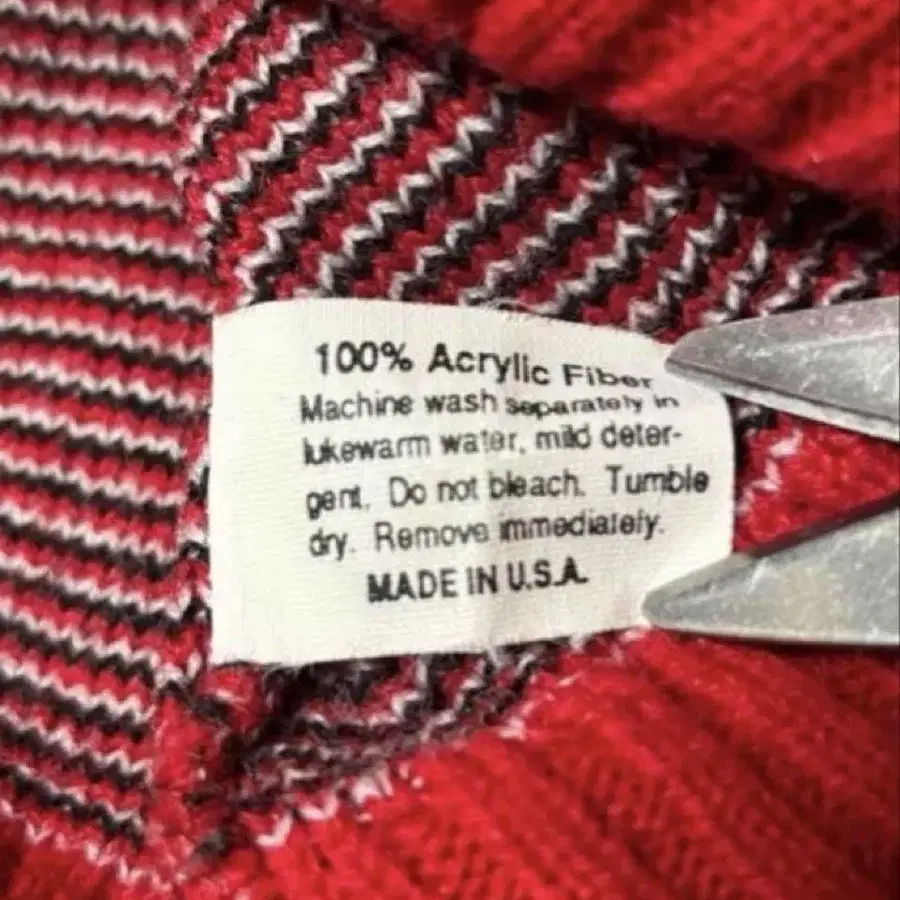 100% Acrylic Fiber
Machine wash separately in
lukewarm water, mild deter-
gent. Do not bleach. Tumble
dry. Remove immediately.
MADE IN U.S.A.